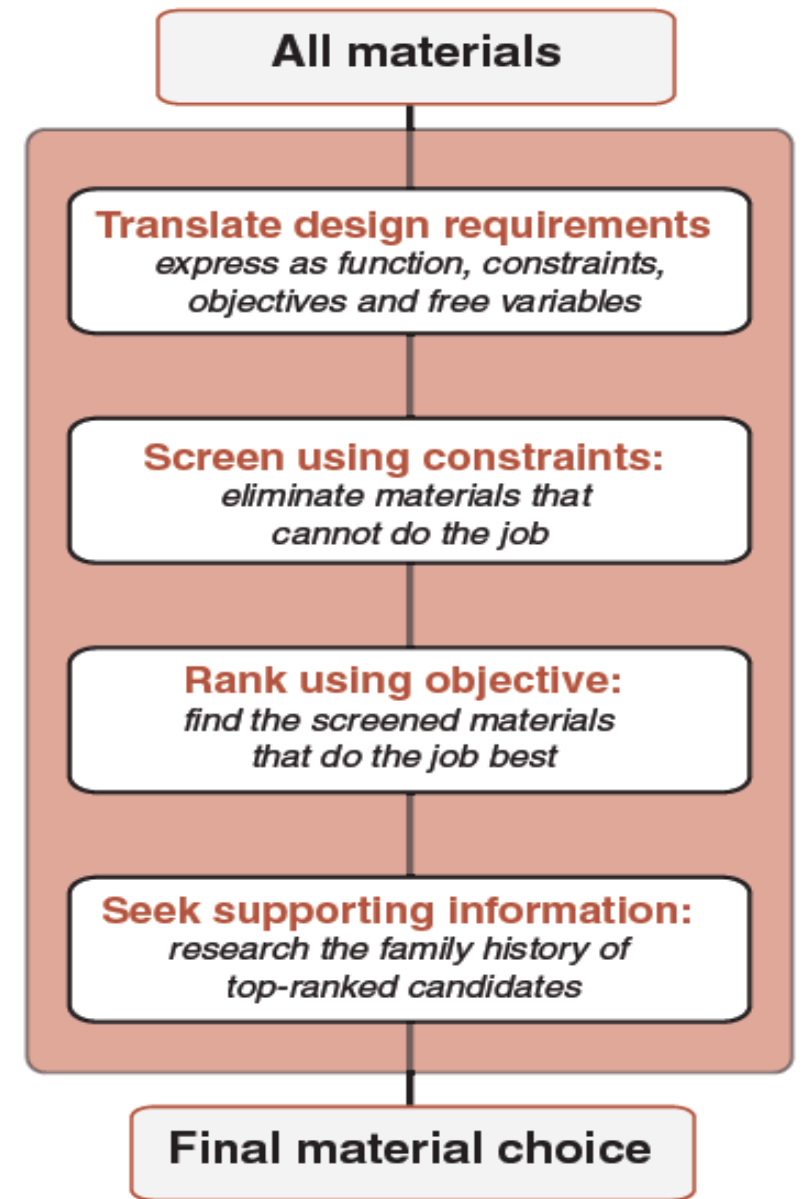 All materials
Translate design requirements
express as function, constraints,
objectives and free variables
Screen using constraints:
eliminate materials that
cannot do the job
Rank using objective:
find the screened materials
that do the job best
Seek supporting information:
research the family history of
top-ranked candidates
Final material choice